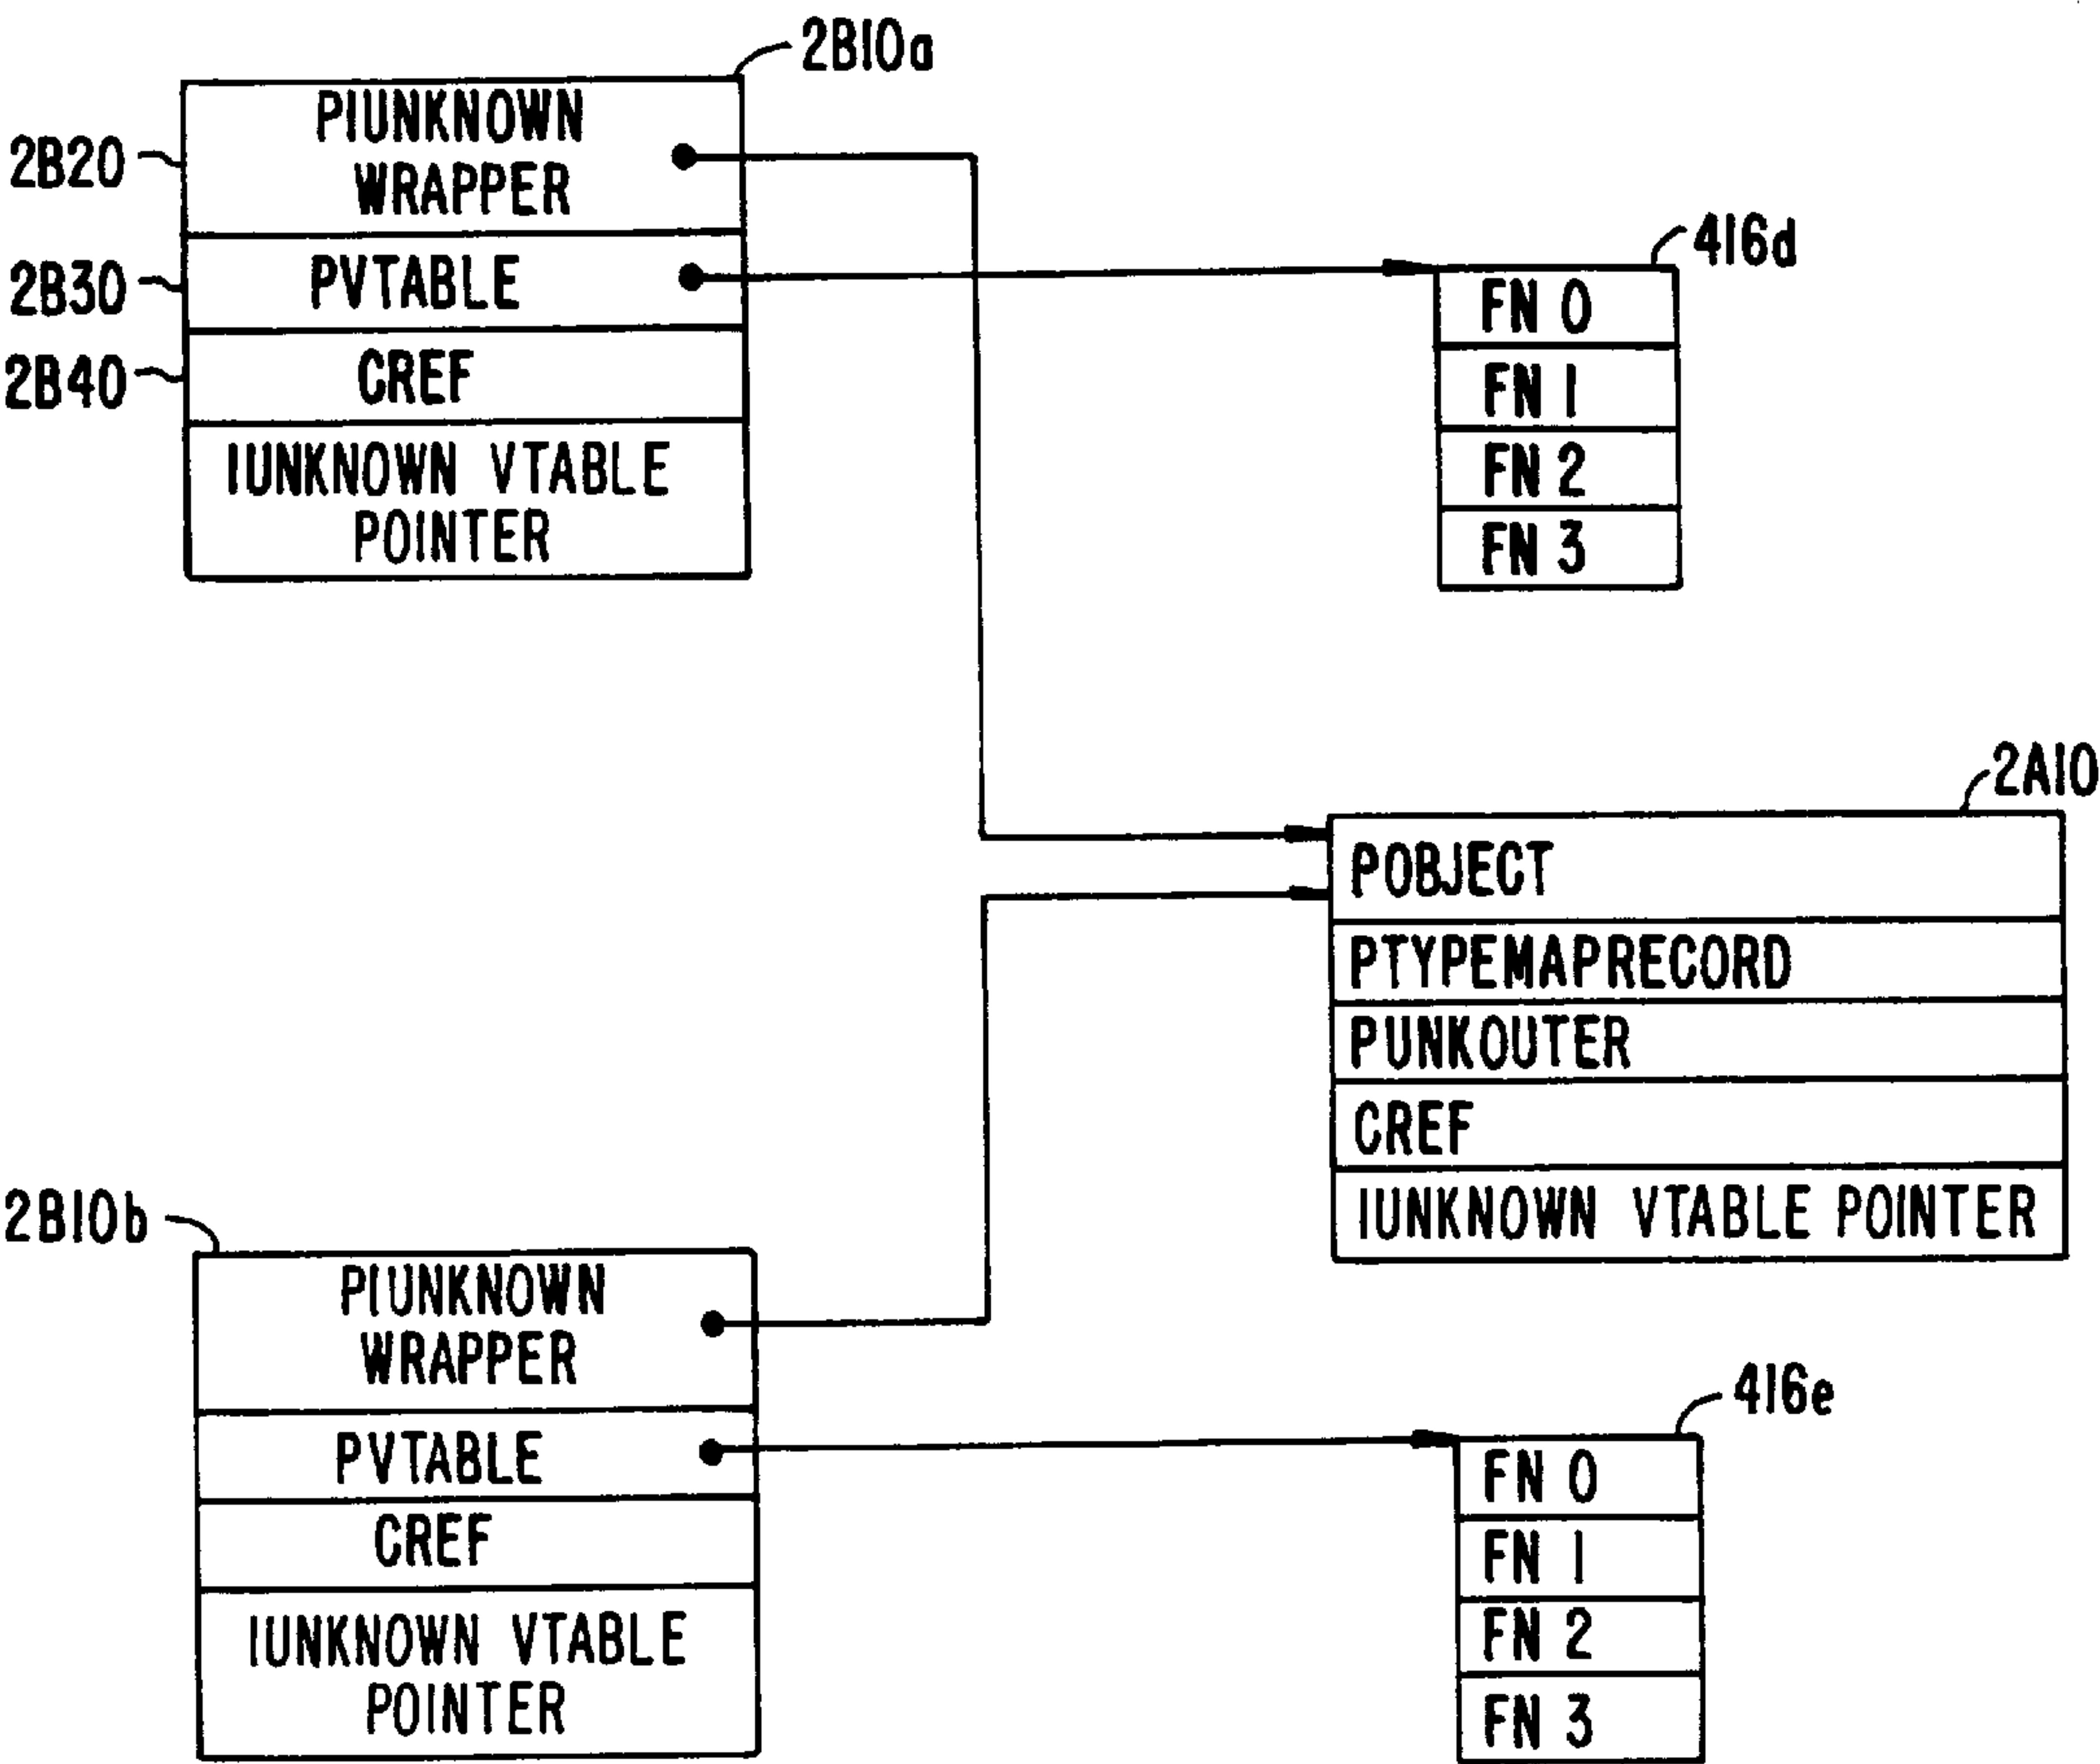 2B10a
PIUNKNOWN
WRAPPER
2B20
PVTABLE
2B30
CREF
2B40
IUNKNOWN VTABLE
POINTER
416d
FN 0
FN 1
FN 2
FN 3
2A10
POBJECT
PTYPEMAPRECORD
PUNKOUTER
CREF
IUNKNOWN VTABLE POINTER
2B10b
PIUNKNOWN
WRAPPER
PVTABLE
CREF
IUNKNOWN VTABLE
POINTER
416e
FN 0
FN 1
FN 2
FN 3